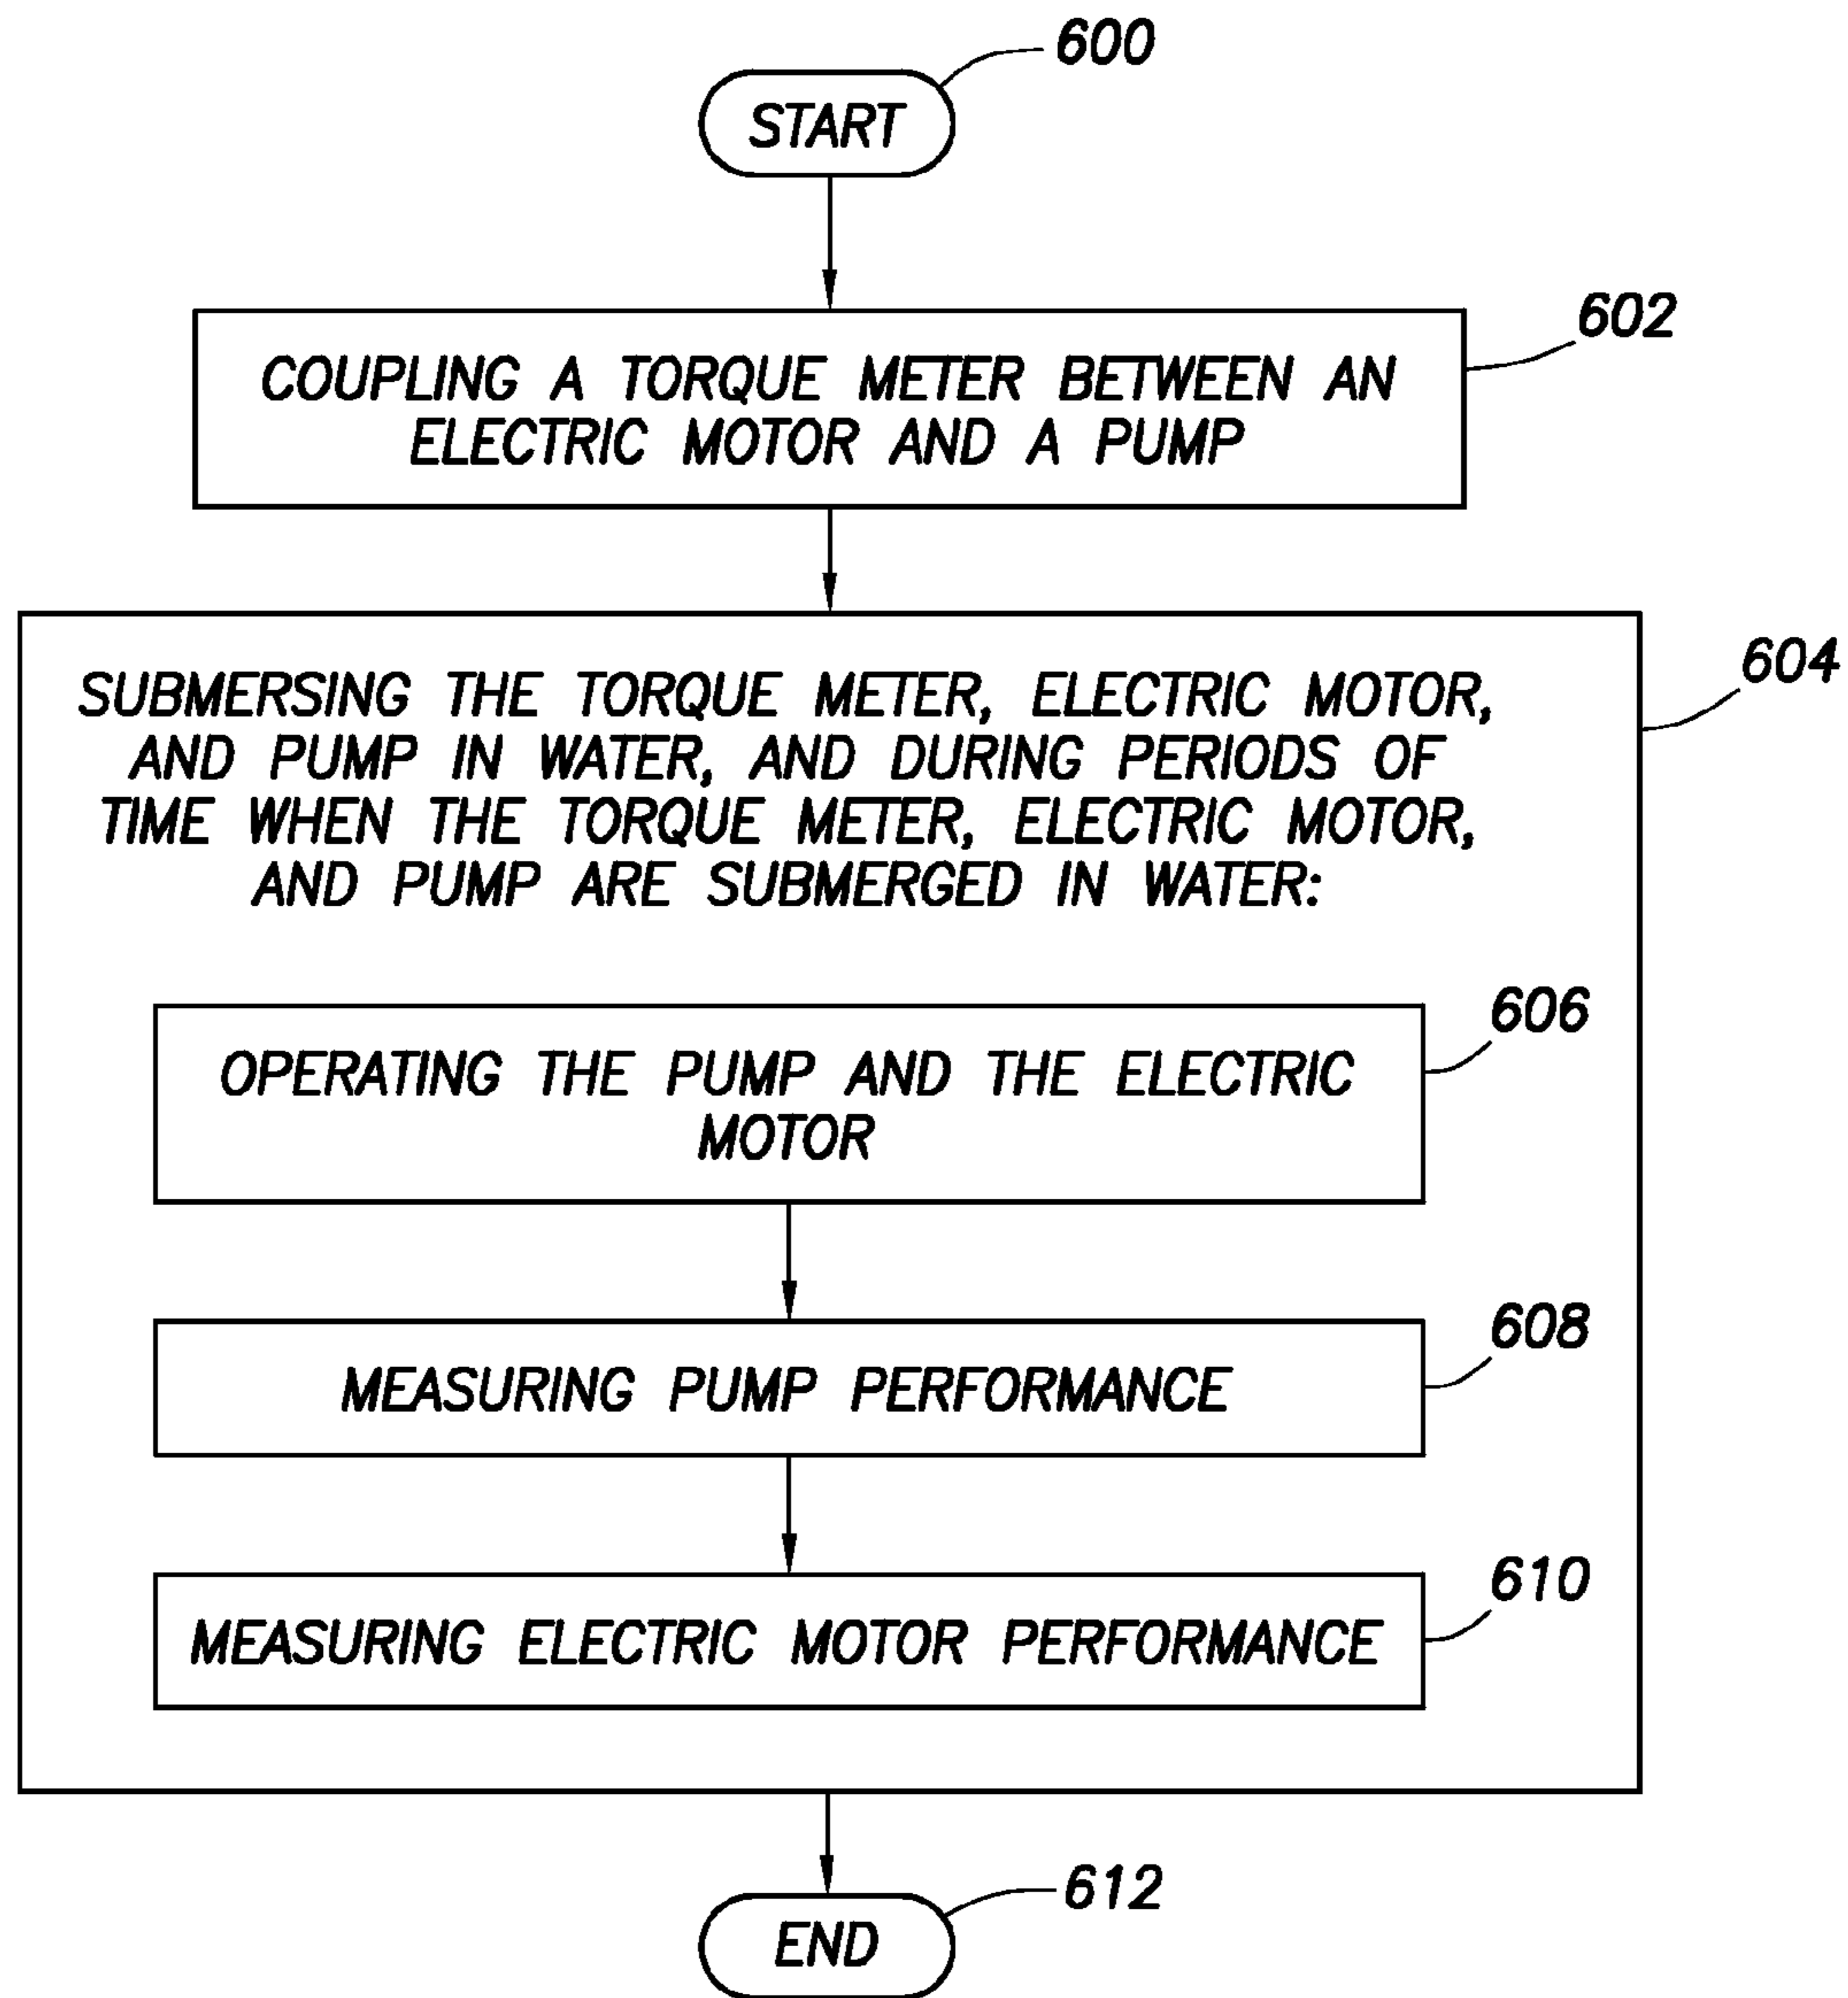 600
START
602
COUPLING A TORQUE METER BETWEEN AN
ELECTRIC MOTOR AND A PUMP
604
SUBMERSING THE TORQUE METER, ELECTRIC MOTOR,
AND PUMP IN WATER, AND DURING PERIODS OF
TIME WHEN THE TORQUE METER, ELECTRIC MOTOR,
AND PUMP ARE SUBMERGED IN WATER:
606
OPERATING THE PUMP AND THE ELECTRIC
MOTOR
608
MEASURING PUMP PERFORMANCE
610
MEASURING ELECTRIC MOTOR PERFORMANCE
612
END